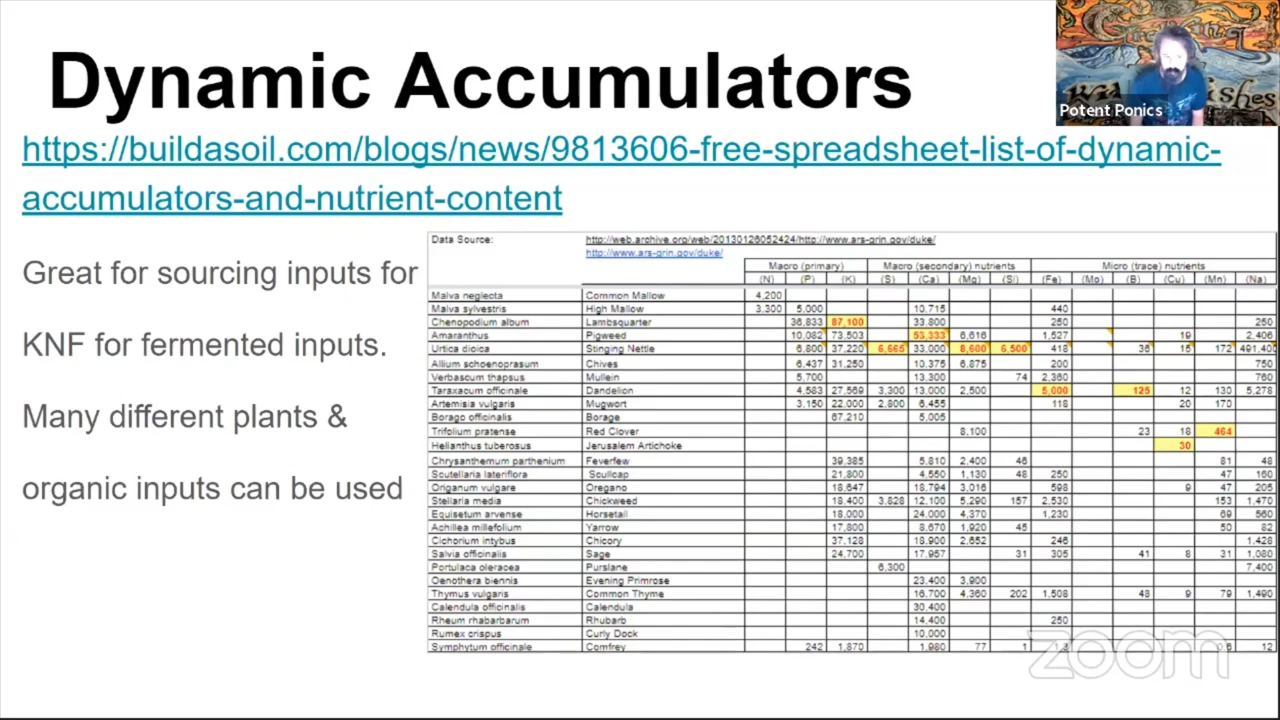 Dynamic Accumulators
Potent Ponics
https://buildasoil.com/blogs/news/9813606-free-spreadsheet-list-of-dynamic-
accumulators-and-nutrient-content
Great for sourcing inputs for
KNF for fermented inputs.
Many different plants &
organic inputs can be used
Data Source: http://web.archive.org/web/20130126052424/http://www.ars-grin.gov/duke/
http://www.ars-grin.gov/duke/
Macro (primary) Macro (secondary) nutrients Micro (trace) nutrients
(N) (P) (K) (S) (Ca) (Mg) (Si) (Fe) (Mo) (B) (Cu) (Mn) (Na)
Malva neglecta Common Mallow 4,200
Malva sylvestris High Mallow 3,300 5,000 10,715 440
Chenopodium album Lambsquarter 36,833 87,100 33,800 250 250
Amaranthus Pigweed 10,082 73,503 53,333 6,616 1,527 19 2,406
Urtica dioica Stinging Nettle 6,800 37,220 6,665 33,000 8,600 6,500 418 36 15 172 491,40
Allium schoenoprasum Chives 6,437 31,250 10,375 6,875 200 750
Verbascum thapsus Mullein 5,700 13,300 74 2,360 760
Taraxacum officinale Dandelion 4,583 27,569 3,300 13,000 2,500 5,000 125 12 130 5,278
Artemisia vulgaris Mugwort 3,150 22,000 2,800 6,455 118 20 170
Borago officinalis Borage 67,210 5,005
Trifolium pratense Red Clover 8,100 23 18 464
Helianthus tuberosus Jerusalem Artichoke 30
Chrysanthemum parthenium Feverfew 39,385 5,810 2,400 46 81 48
Scutellaria lateriflora Scullcap 21,800 4,550 1,130 48 250 47 160
Origanum vulgare Oregano 18,647 18,794 3,016 598 9 47 205
Stellaria media Chickweed 18,400 3,828 12,100 5,290 157 2,530 153 1,470
Equisetum arvense Horsetail 18,000 24,000 4,370 1,230 69 560
Achillea millefolium Yarrow 17,800 8,670 1,920 45 50 82
Cichorium intybus Chicory 37,128 18,900 2,652 246 1,428
Salvia officinalis Sage 24,700 17,957 31 305 41 8 31 1,080
Portulaca oleracea Purslane 6,300 7,400
Oenothera biennis Evening Primrose 23,400 3,900
Thymus vulgaris Common Thyme 16,700 4,360 202 1,508 48 9 79 1,490
Calendula officinalis Calendula 30,400
Rheum rhabarbarum Rhubarb 14,400 250
Rumex crispus Curly Dock 10,000
Symphytum officinale Comfrey 242 1,870 1,980 77 1 12
zoom